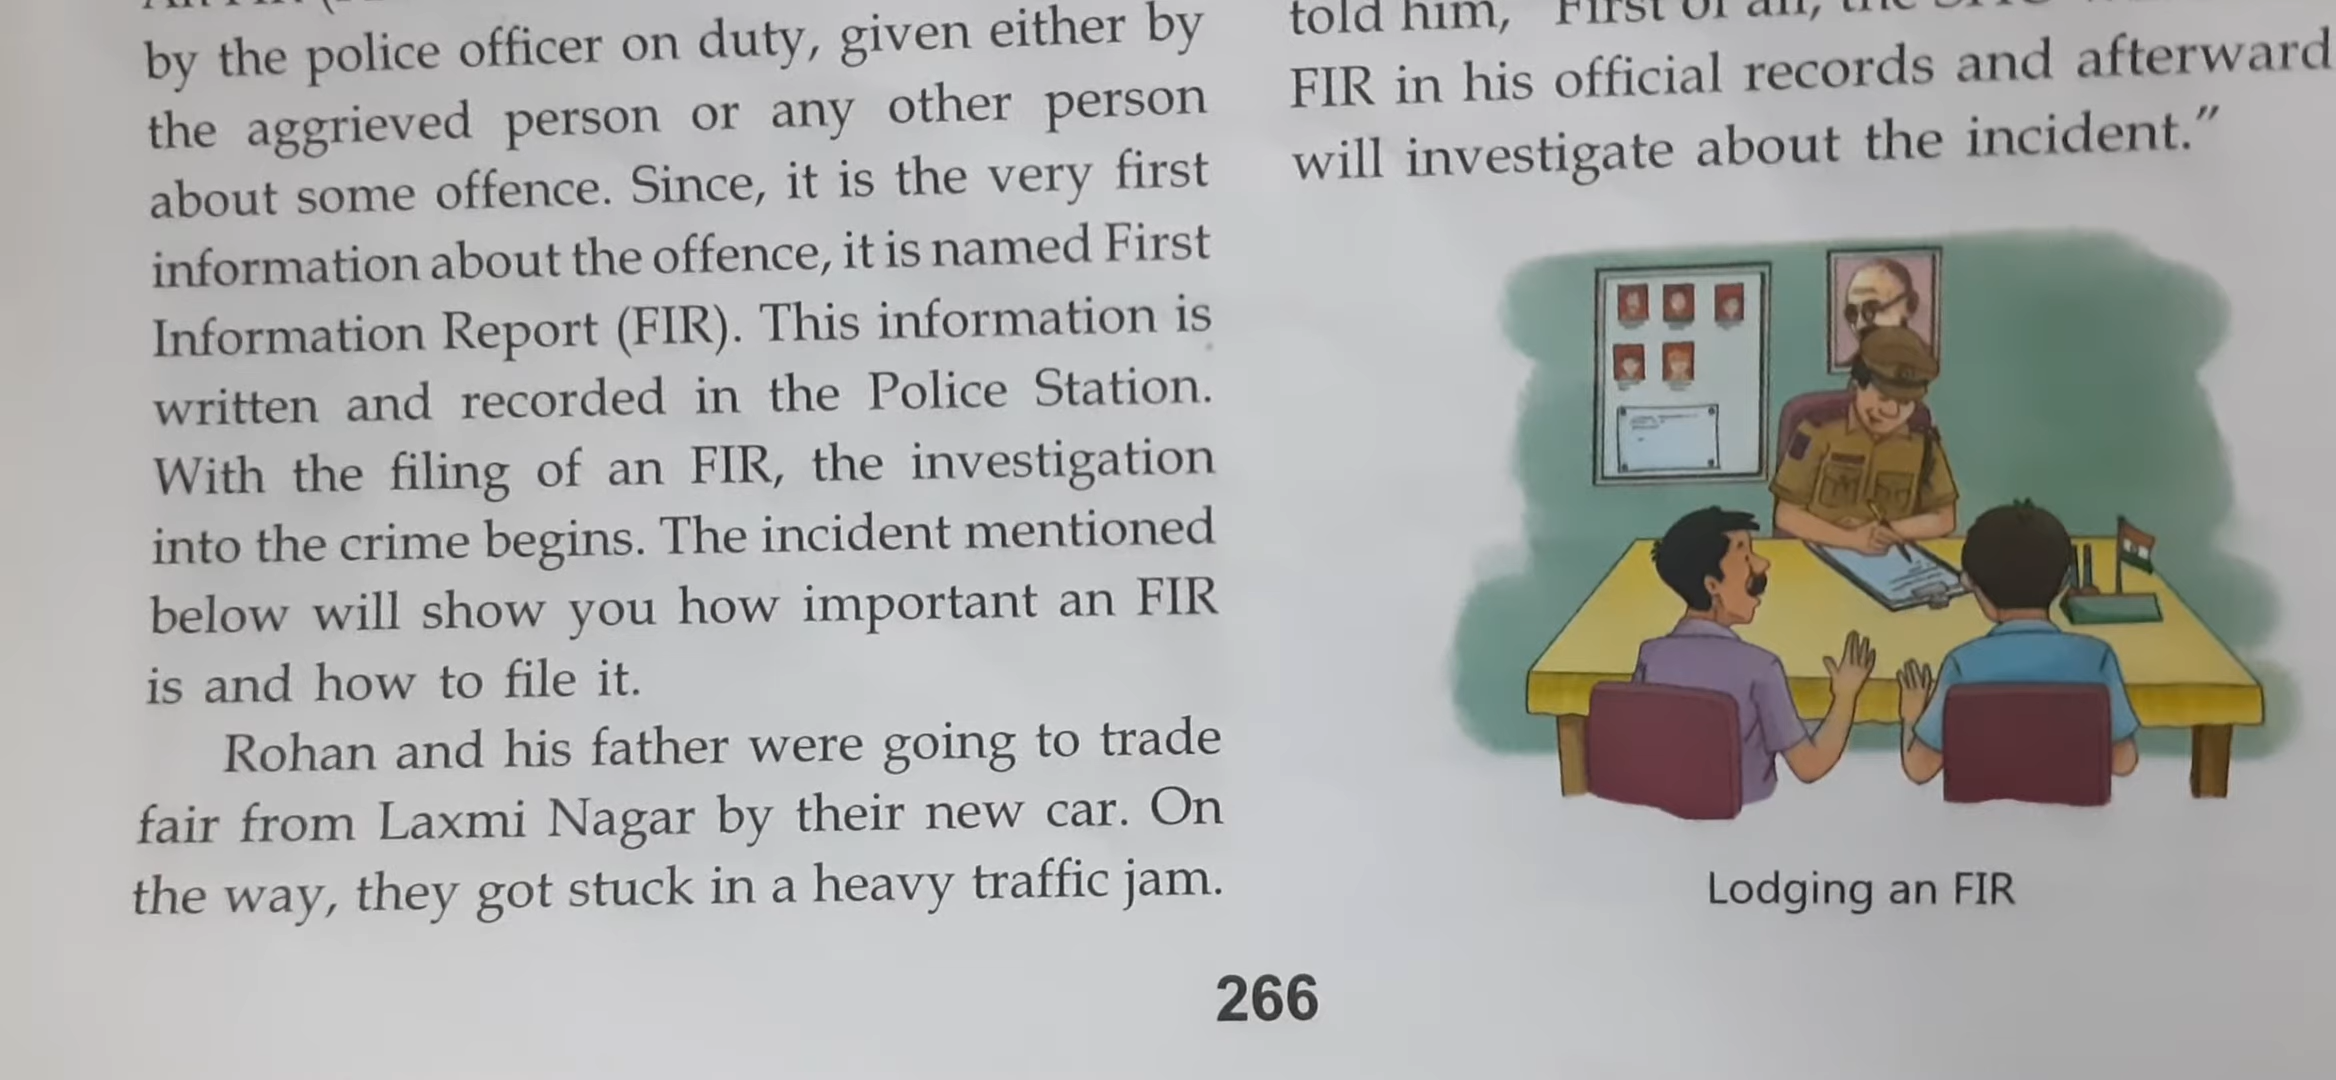 by the police officer on duty, given either by
the aggrieved person or any other person
about some offence. Since, it is the very first
information about the offence, it is named First
Information Report (FIR). This information is
written and recorded in the Police Station.
With the filing of an FIR, the investigation
into the crime begins. The incident mentioned
below will show you how important an FIR
is and how to file it.
Rohan and his father were going to trade
fair from Laxmi Nagar by their new car. On
the way, they got stuck in a heavy traffic jam.
told him, First of all, the
FIR in his official records and afterward
will investigate about the incident.”
Lodging an FIR
266